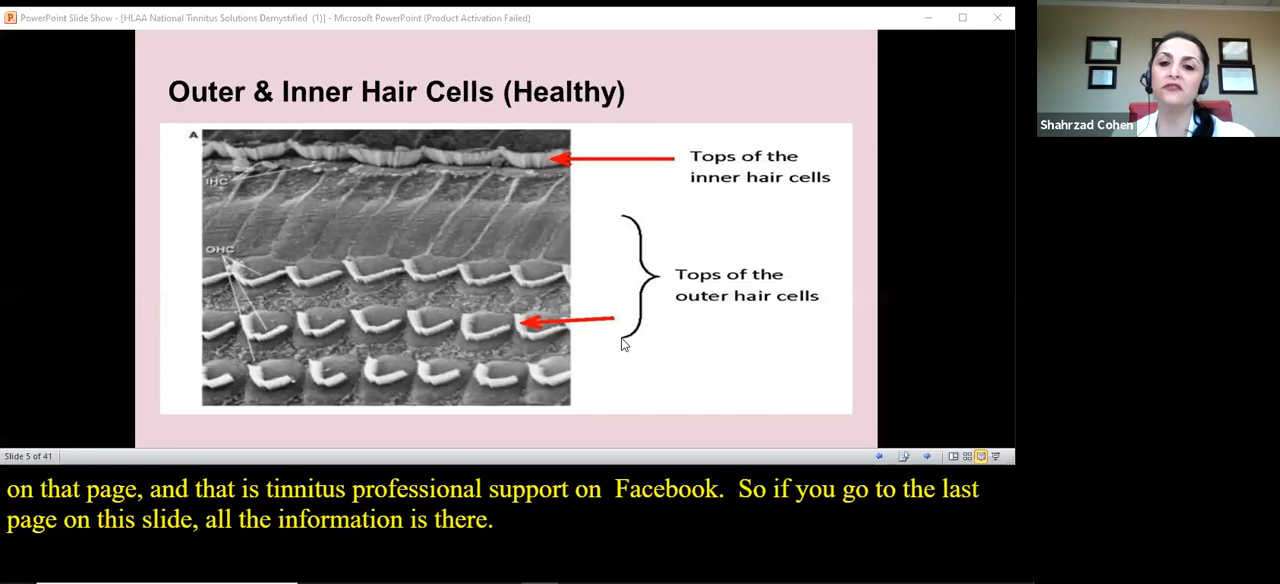 PowerPoint Slide Show - [HLAA National Tinnitus Solutions Demystified (1)] - Microsoft PowerPoint (Product Activation Failed)
Outer & Inner Hair Cells (Healthy)
A
IHC
OHC
Tops of the
inner hair cells
Tops of the
outer hair cells
Shahrzad Cohen
Slide 5 of 41
on that page, and that is tinnitus professional support on Facebook. So if you go to the last
page on this slide, all the information is there.